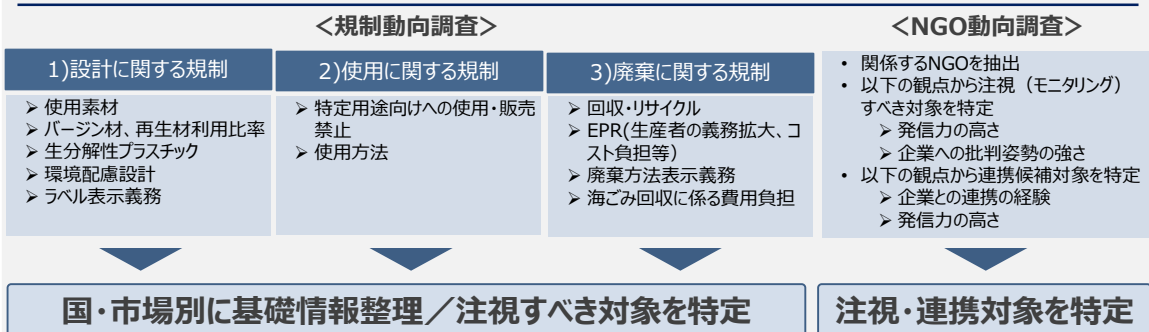 ＜規制動向調査＞
1)設計に関する規制
➢ 使用素材
➢ バージン材、再生材利用比率
➢ 生分解性プラスチック
➢ 環境配慮設計
➢ ラベル表示義務
2)使用に関する規制
➢ 特定用途向けへの使用・販売
禁止
➢ 使用方法
3)廃棄に関する規制
➢ 回収・リサイクル
➢ EPR(生産者の義務拡大、コ
スト負担等)
➢ 廃棄方法表示義務
➢ 海ごみ回収に係る費用負担
＜NGO動向調査＞
• 関係するNGOを抽出
• 以下の観点から注視（モニタリング）
すべき対象を特定
➢ 発信力の高さ
➢ 企業への批判姿勢の強さ
• 以下の観点から連携候補対象を特定
➢ 企業との連携の経験
➢ 発信力の高さ
国・市場別に基礎情報整理／注視すべき対象を特定
注視・連携対象を特定